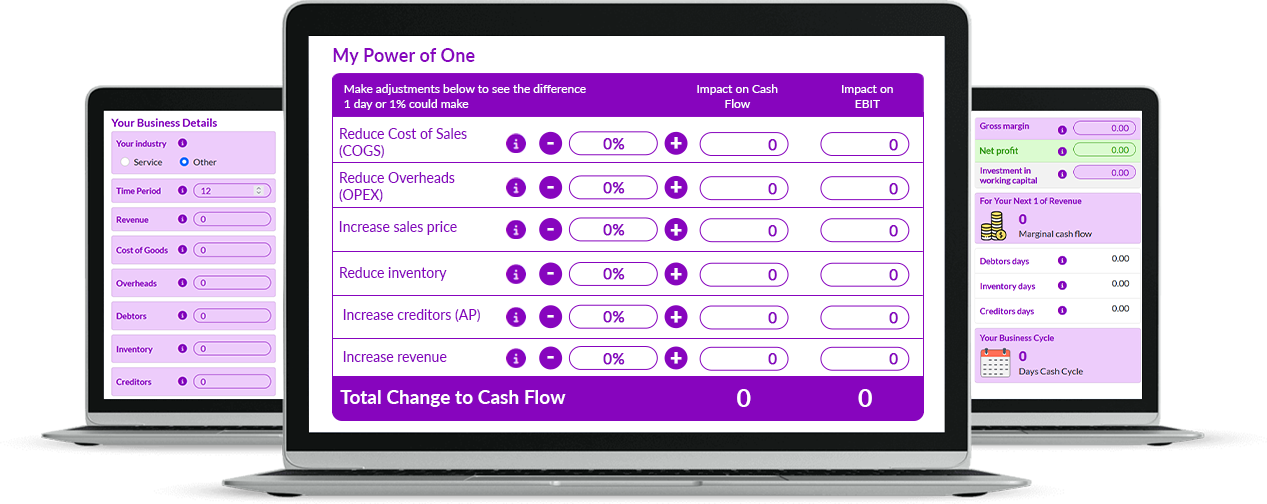 My Power of One
Make adjustments below to see the difference
1 day or 1% could make
Impact on Cash
Flow
Impact on
EBIT
Reduce Cost of Sales
(COGS)
i - 0% + 0 0
Reduce Overheads
(OPEX)
i - 0% + 0 0
Increase sales price i - 0% + 0 0
Reduce inventory i - 0% + 0 0
Increase creditors (AP) i - 0% + 0 0
Increase revenue i - 0% + 0 0
Total Change to Cash Flow 0 0
Your Business Details
Your industry i
Service Other
Time Period i 12
Revenue i 0
Cost of Goods i 0
Overheads i 0
Debtors i 0
Inventory i 0
Creditors i 0
Gross margin i 0.00
Net profit i 0.00
Investment in
working capital i 0.00
For Your Next 1 of Revenue
$
0
Marginal cash flow
Debtors days i 0.00
Inventory days i 0.00
Creditors days i 0.00
Your Business Cycle
0
Days Cash Cycle